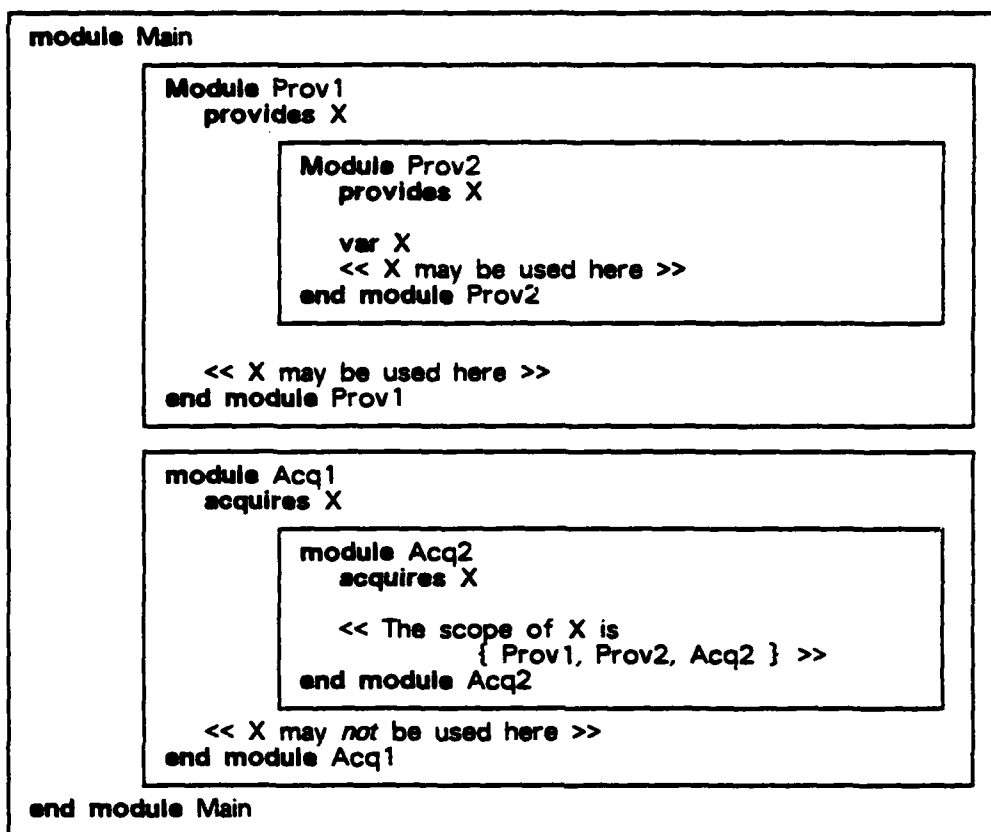 module Main
Module Prov1
provides X
Module Prov2
provides X
var X
<< X may be used here >>
end module Prov2
<< X may be used here >>
end module Prov1
module Acq1
acquires X
module Acq2
acquires X
<< The scope of X is
{ Prov1, Prov2, Acq2 } >>
end module Acq2
<< X may not be used here >>
end module Acq1
end module Main